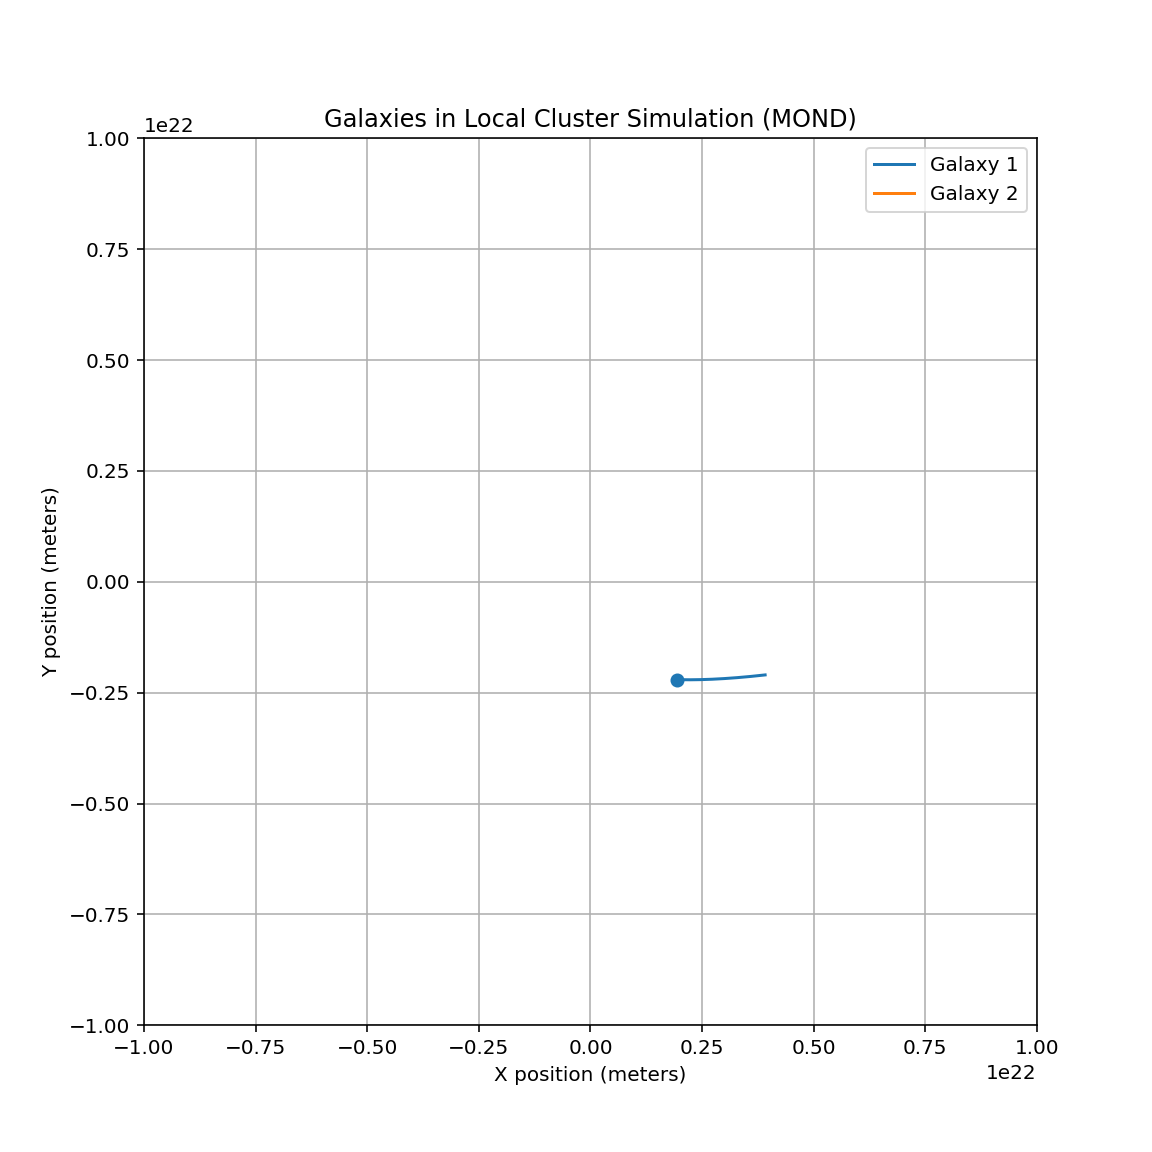 Galaxies in Local Cluster Simulation (MOND)
1e22
1.00
0.75
0.50
0.25
0.00
−0.25
−0.50
−0.75
−1.00
Y position (meters)
Galaxy 1
Galaxy 2
−1.00 −0.75 −0.50 −0.25 0.00 0.25 0.50 0.75 1.00
X position (meters)
1e22